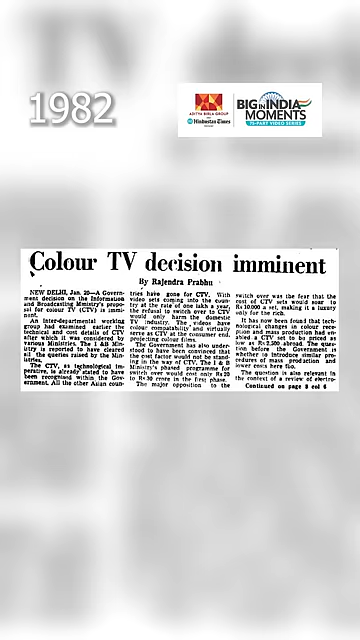 1982
ADITYA BIRLA GROUP
Hindustan Times
BIG IN INDIA
MOMENTS
75-PART VIDEO SERIES
Colour TV decision imminent
By Rajendra Prabhu
NEW DELHI, Jan. 20—A Govern-
ment decision on the Information
and Broadcasting Ministry's propo-
sal for colour TV (CTV) is immi-
nent.
An inter-departmental working
group had examined earlier the
technical and cost details of CTV
after which it was considered by
various Ministries. The I &B Min-
istry is reported to have cleared
all the queries raised by the Min-
istries.
The CTV, as technological im-
perative, is already stated to have
been recognised within the Gov-
ernment. All the other Asian coun-
tries have gone for CTV. With
video sets coming into the coun-
try at the rate of one lakh a year,
the refusal to switch over to CTV
would only harm the domestic
TV industry. The videos have
colour compatability and virtually
serve as CTV at the consumer end,
projecting colour films.
The Government has also under-
stood to have been convinced that
the cost factor would not be stand-
ing in the way of CTV. The I & B
Ministry's phased programme for
switch over would cost only Rs 20
to Rs 30 crore in the first phase.
The major opposition to the
switch over was the fear that the
cost of CTV sets would soar to
Rs 10,000 a set, making it a luxury
only for the rich.
It has now been found that tech-
nological changes in colour rece-
ption and mass production had en-
abled a CTV set to be priced as
low as Rs 2,500 abroad. The ques-
tion before the Government is
whether to introduce similar pro-
cesses of mass production and
lower costs here too.
The question is also relevant in
the context of a review of electro-
Continued on page 9 col 6